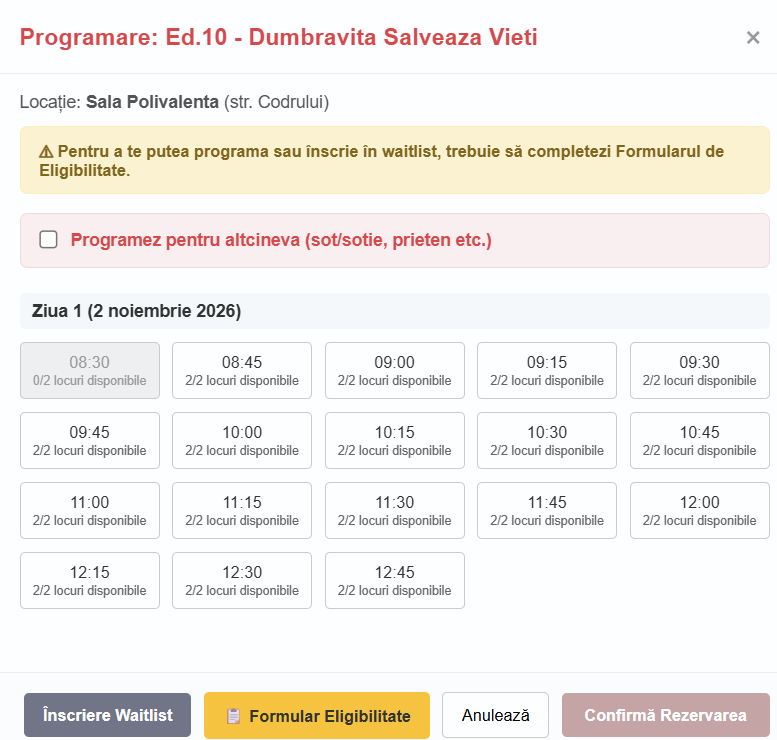 Programare: Ed.10 - Dumbravita Salveaza Vieti
×
Locație: Sala Polivalenta (str. Codrului)
⚠ Pentru a te putea programa sau înscrie în waitlist, trebuie să completezi Formularul de
Eligibilitate.
Programez pentru altcineva (sot/sotie, prieten etc.)
Ziua 1 (2 noiembrie 2026)
08:30 08:45 09:00 09:15 09:30
0/2 locuri disponibile 2/2 locuri disponibile 2/2 locuri disponibile 2/2 locuri disponibile 2/2 locuri disponibile
09:45 10:00 10:15 10:30 10:45
2/2 locuri disponibile 2/2 locuri disponibile 2/2 locuri disponibile 2/2 locuri disponibile 2/2 locuri disponibile
11:00 11:15 11:30 11:45 12:00
2/2 locuri disponibile 2/2 locuri disponibile 2/2 locuri disponibile 2/2 locuri disponibile 2/2 locuri disponibile
12:15 12:30 12:45
2/2 locuri disponibile 2/2 locuri disponibile 2/2 locuri disponibile
Înscriere Waitlist 📋 Formular Eligibilitate Anulează Confirmă Rezervarea